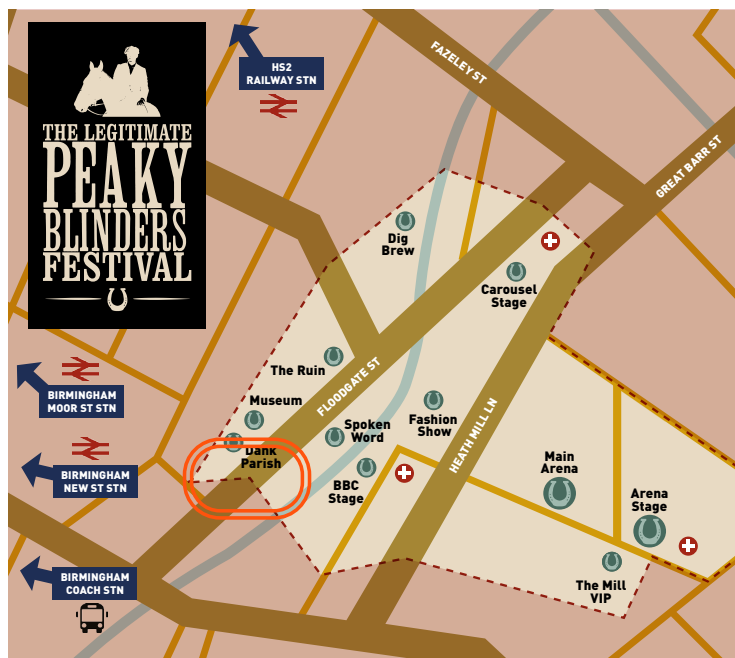 THE LEGITIMATE
PEAKY
BLINDERS
FESTIVAL
HS2
RAILWAY STN
FAZELEY ST
GREAT BARR ST
Dig
Brew
Carousel
Stage
The Ruin
FLOODGATE ST
Museum
Dank
Parish
Spoken
Word
Fashion
Show
BBC
Stage
HEATH MILL LN
Main
Arena
Arena
Stage
The Mill
VIP
BIRMINGHAM
MOOR ST STN
BIRMINGHAM
NEW ST STN
BIRMINGHAM
COACH STN